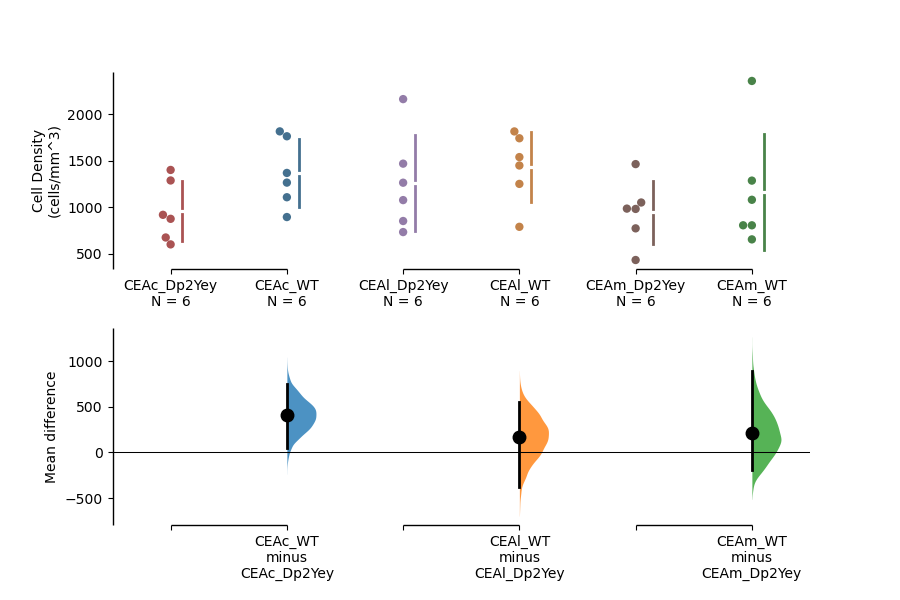 Cell Density
(cells/mm^3)
2000
1500
1000
500
CEAc_Dp2Yey
N = 6
CEAc_WT
N = 6
CEAl_Dp2Yey
N = 6
CEAl_WT
N = 6
CEAm_Dp2Yey
N = 6
CEAm_WT
N = 6
Mean difference
1000
500
0
−500
CEAc_WT
minus
CEAc_Dp2Yey
CEAl_WT
minus
CEAl_Dp2Yey
CEAm_WT
minus
CEAm_Dp2Yey